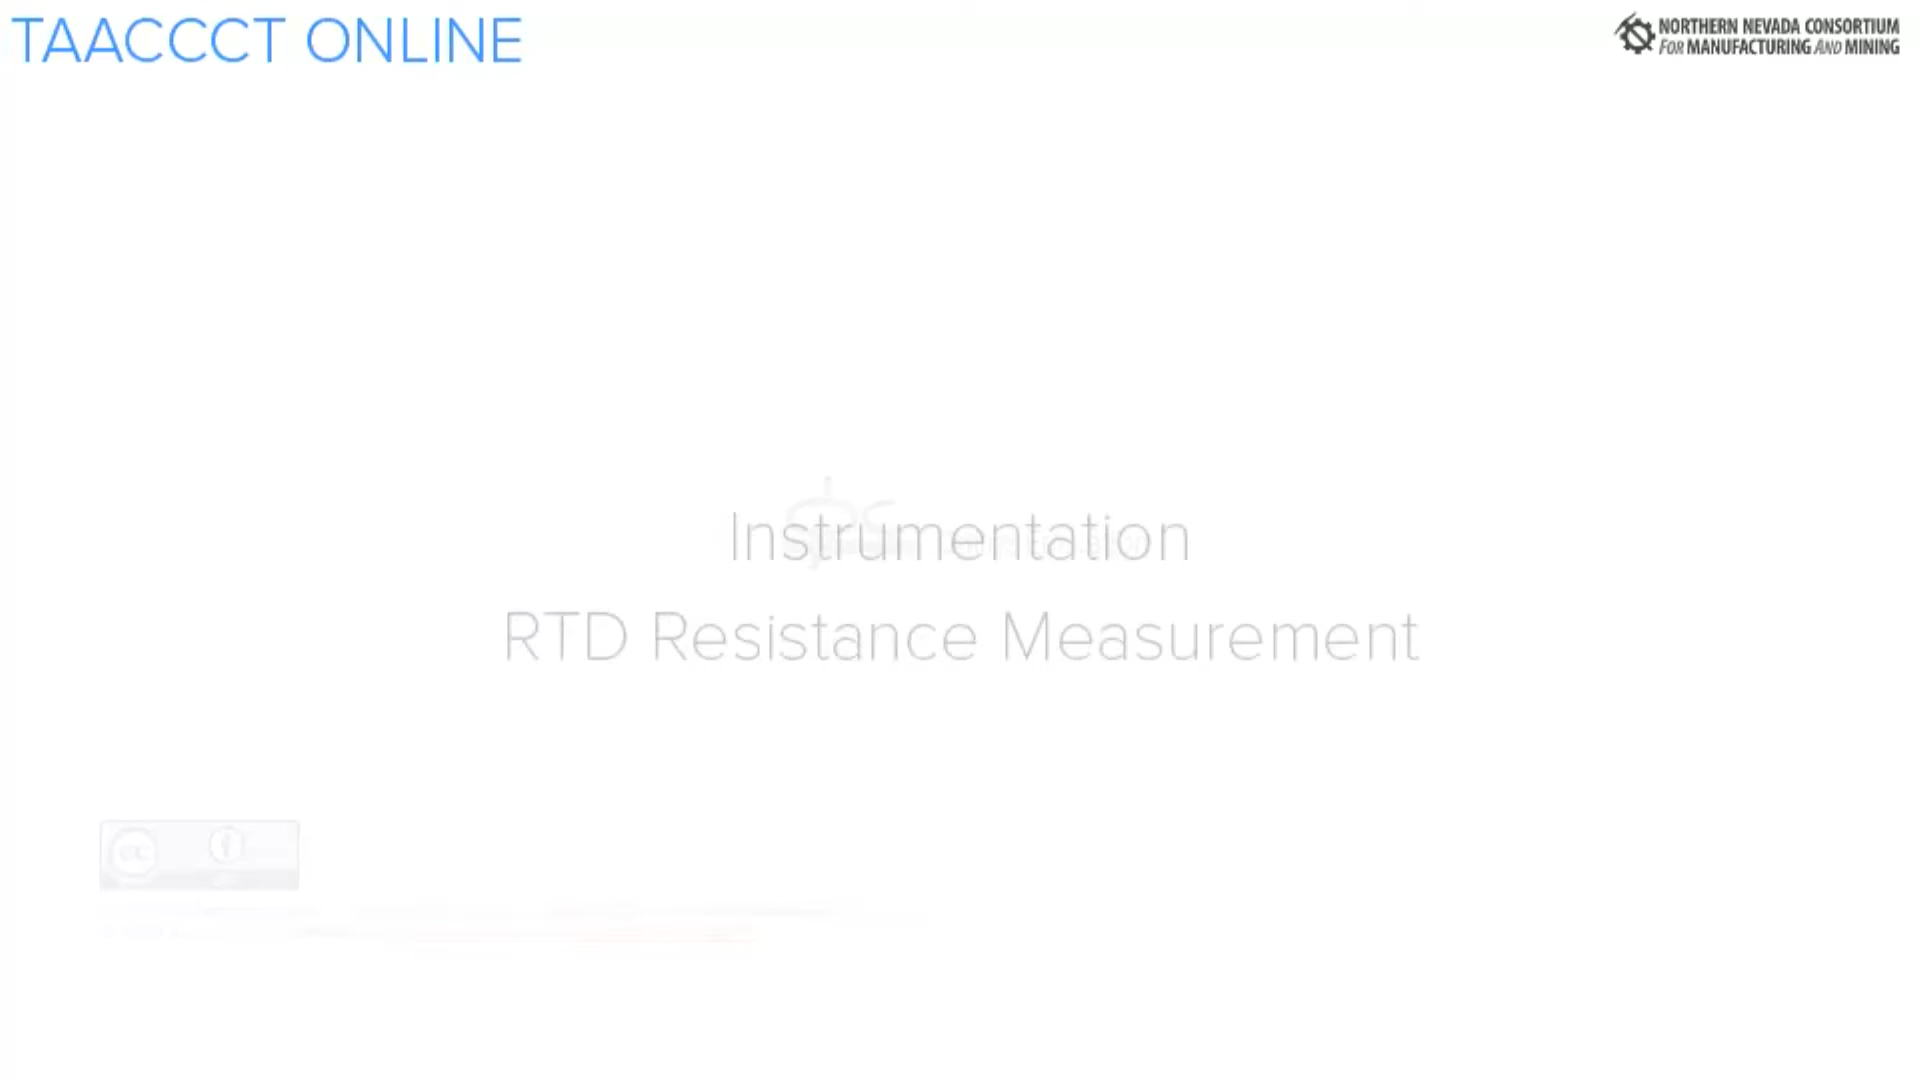 TAACCCT ONLINE
NORTHERN NEVADA CONSORTIUM
FOR MANUFACTURING AND MINING
Instrumentation
RTD Resistance Measurement